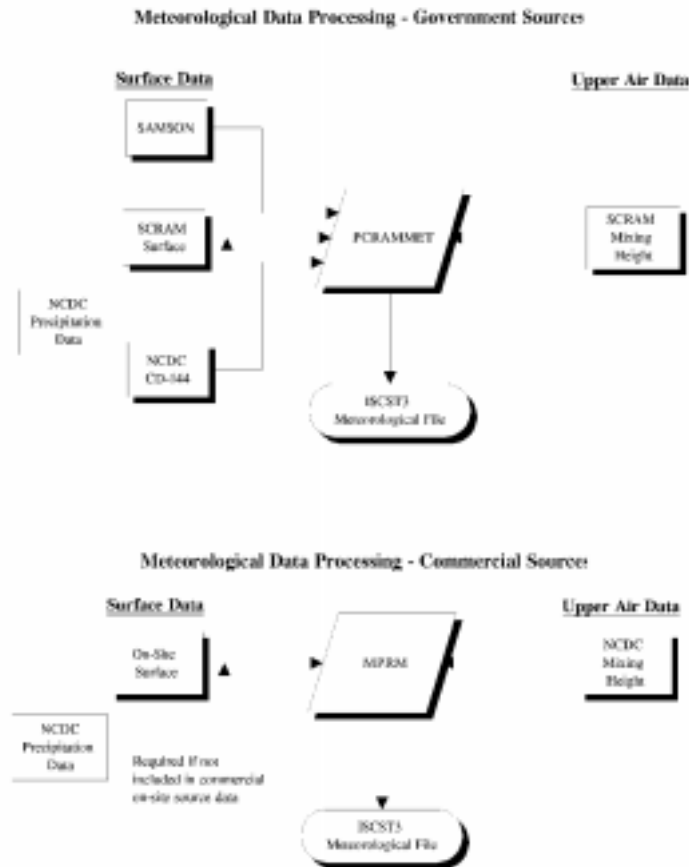 Meteorological Data Processing - Government Sources
Surface Data
Upper Air Data
SAMSON
SCRAM
Surface
PCRAMMET
SCRAM
Mixing
Height
NCDC
Precipitation
Data
NCDC
CD-144
ISCST3
Meteorological File
Meteorological Data Processing - Commercial Sources
Surface Data
Upper Air Data
On-Site
Surface
MPRM
NCDC
Mixing
Height
NCDC
Precipitation
Data
Required if not
included in commercial
on-site source data
ISCST3
Meteorological File